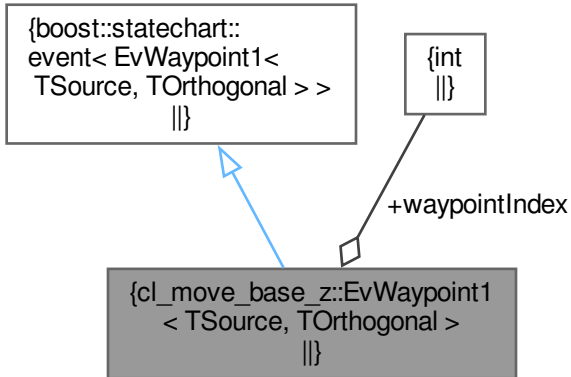 {boost::statechart::
event< EvWaypoint1<
TSource, TOrthogonal > >
||}
{int
||}
+waypointIndex
{cl_move_base_z::EvWaypoint1
< TSource, TOrthogonal >
||}